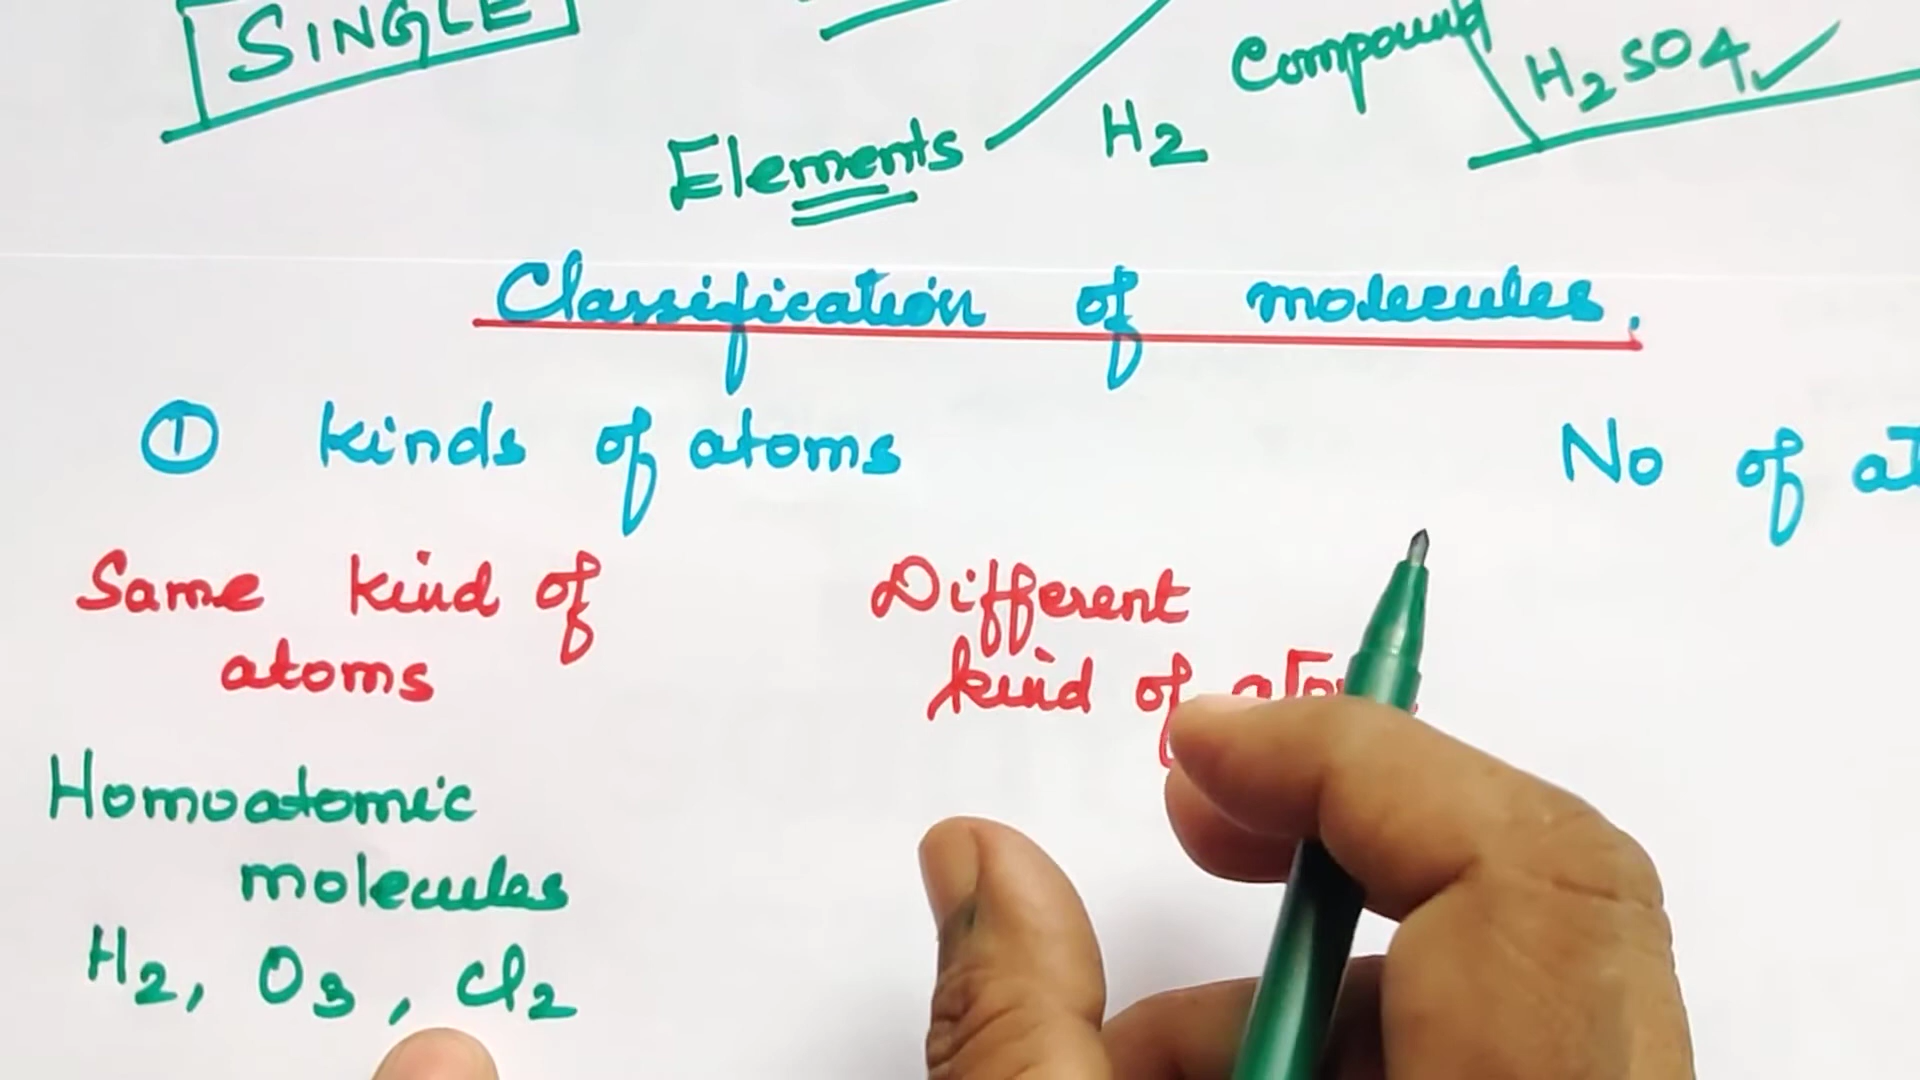 SINGLE
Compound
H2SO4
Elements
H2
Classification of molecules.
① kinds of atoms
No of
Same kind of
atoms
Different
kind of
Homoatomic
molecules
H2, O3, Cl2